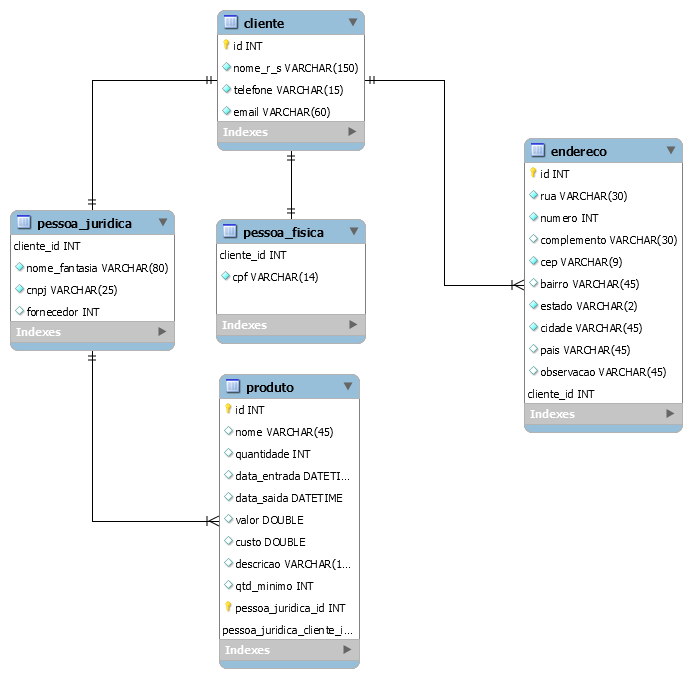 cliente
id INT
nome_r_s VARCHAR(150)
telefone VARCHAR(15)
email VARCHAR(60)
Indexes
pessoa_juridica
cliente_id INT
nome_fantasia VARCHAR(80)
cnpj VARCHAR(25)
fornecedor INT
Indexes
pessoa_fisica
cliente_id INT
cpf VARCHAR(14)
Indexes
endereco
id INT
rua VARCHAR(30)
numero INT
complemento VARCHAR(30)
cep VARCHAR(9)
bairro VARCHAR(45)
estado VARCHAR(2)
cidade VARCHAR(45)
pais VARCHAR(45)
observacao VARCHAR(45)
cliente_id INT
Indexes
produto
id INT
nome VARCHAR(45)
quantidade INT
data_entrada DATETI...
data_saida DATETIME
valor DOUBLE
custo DOUBLE
descricao VARCHAR(1...
qtd_minimo INT
pessoa_juridica_id INT
pessoa_juridica_cliente_i...
Indexes